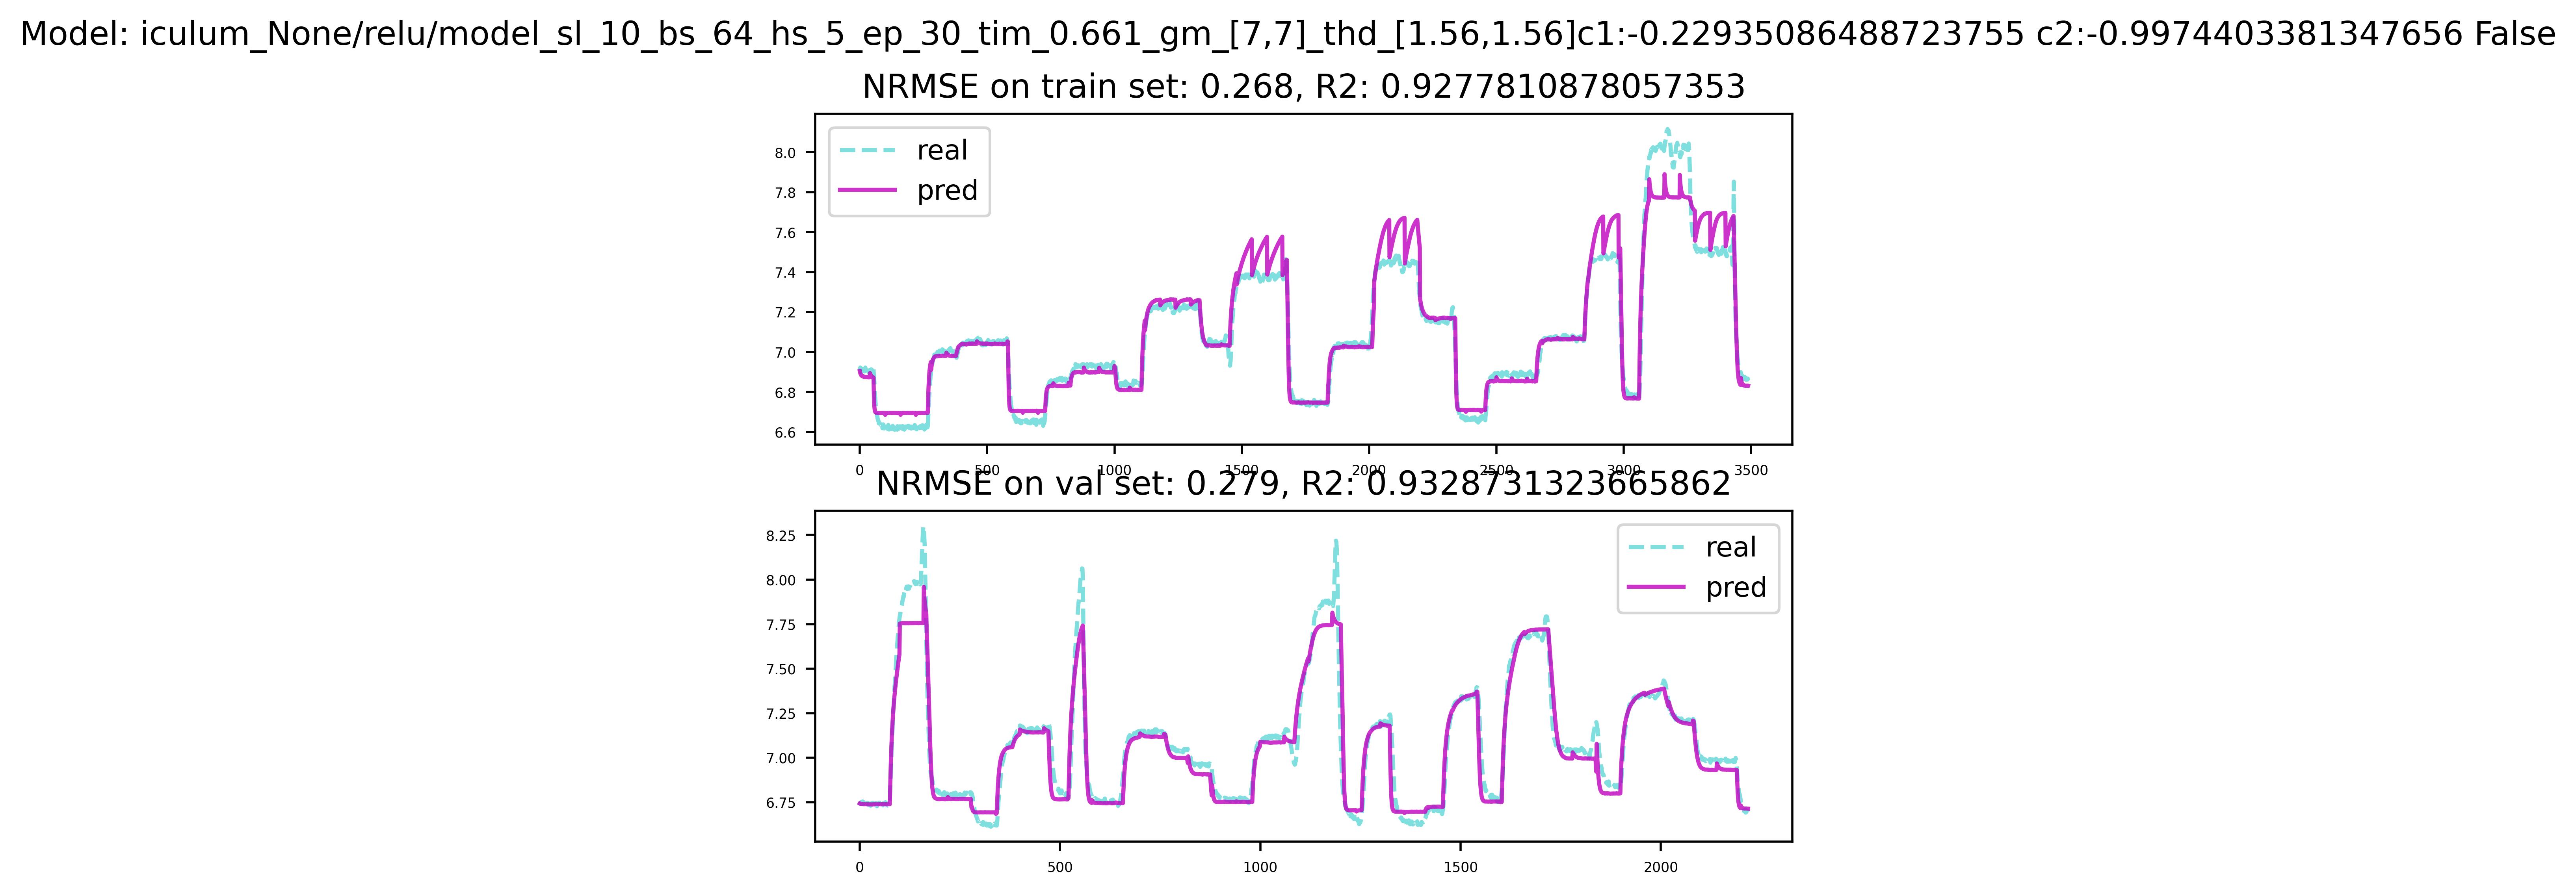 Model: iculum_None/relu/model_sl_10_bs_64_hs_5_ep_30_tim_0.661_gm_[7,7]_thd_[1.56,1.56]c1:-0.22935086488723755 c2:-0.9974403381347656 False
NRMSE on train set: 0.268, R2: 0.9277810878057353
real
pred
8.0
7.8
7.6
7.4
7.2
7.0
6.8
6.6
0 500 1000 1500 2000 2500 3000 3500
NRMSE on val set: 0.279, R2: 0.9328731323665862
real
pred
8.25
8.00
7.75
7.50
7.25
7.00
6.75
0 500 1000 1500 2000